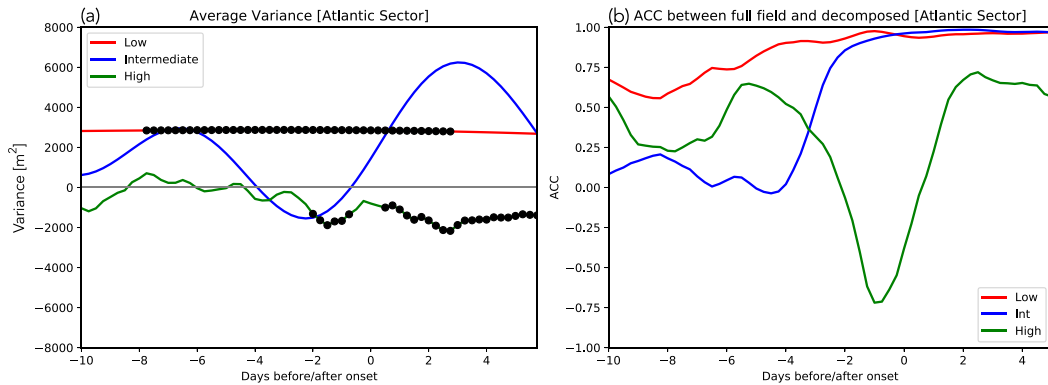 (a)
Average Variance [Atlantic Sector]
8000
6000
4000
2000
0
−2000
−4000
−6000
−8000
Variance [m²]
Low
Intermediate
High
−10
−8
−6
−4
−2
0
2
4
Days before/after onset
(b)
ACC between full field and decomposed [Atlantic Sector]
1.00
0.75
0.50
0.25
0.00
−0.25
−0.50
−0.75
−1.00
ACC
Low
Int
High
−10
−8
−6
−4
−2
0
2
4
Days before/after onset